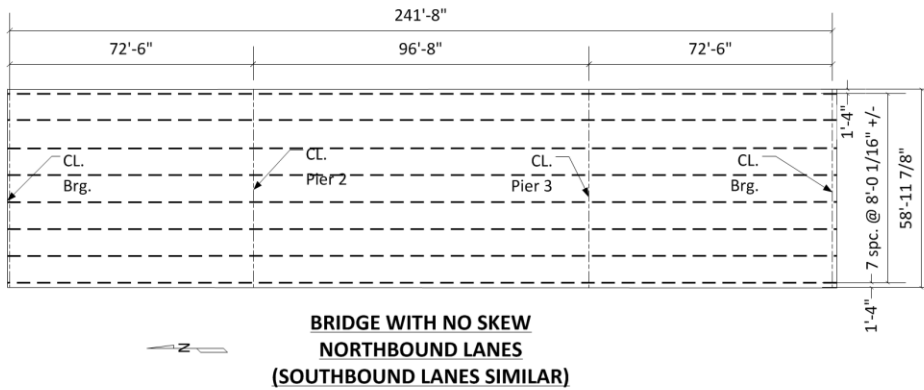 241'-8"
72'-6"
96'-8"
72'-6"
1'-4"
CL.
Brg.
CL.
Pier 2
CL.
Pier 3
CL.
Brg.
7 spc. @ 8'-0 1/16" +/-
58'-11 7/8"
1'-4"
BRIDGE WITH NO SKEW
NORTHBOUND LANES
(SOUTHBOUND LANES SIMILAR)
N